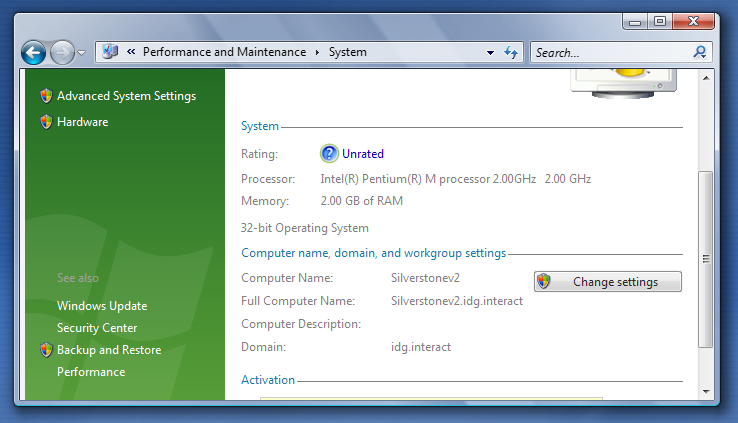 « Performance and Maintenance › System
Search...
Advanced System Settings
Hardware
System
Rating: Unrated
Processor: Intel(R) Pentium(R) M processor 2.00GHz 2.00 GHz
Memory: 2.00 GB of RAM
32-bit Operating System
Computer name, domain, and workgroup settings
Computer Name: Silverstonev2
Change settings
Full Computer Name: Silverstonev2.idg.interact
Computer Description:
Domain: idg.interact
Activation
See also
Windows Update
Security Center
Backup and Restore
Performance